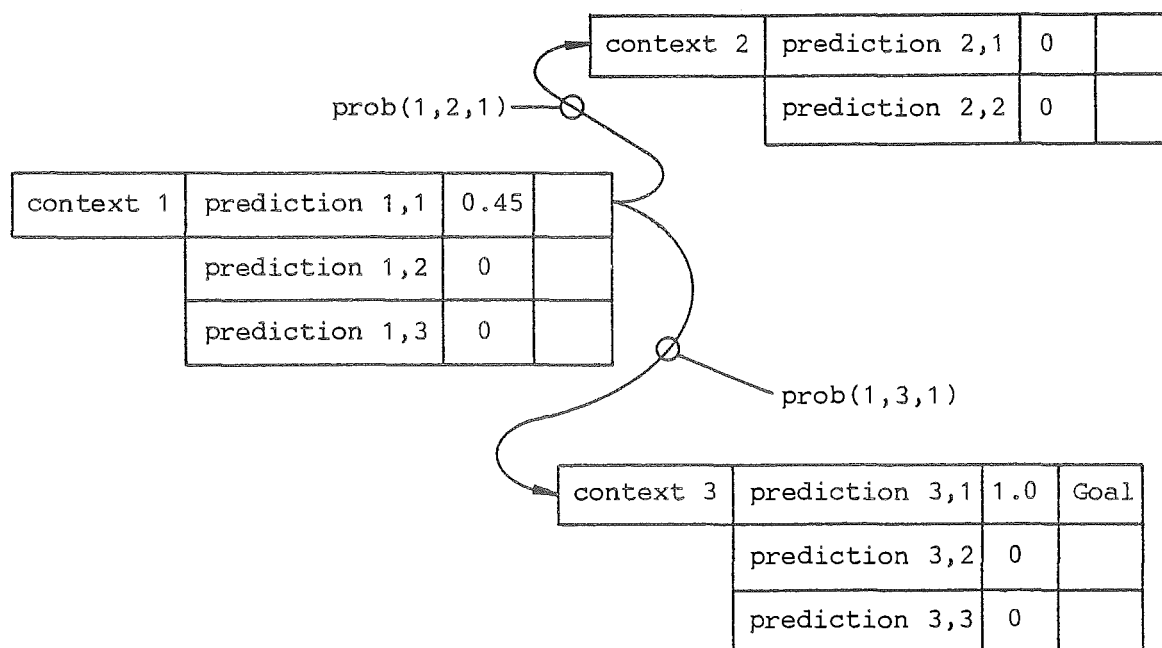 context 2 prediction 2,1 0
prediction 2,2 0
prob(1,2,1)
context 1 prediction 1,1 0.45
prediction 1,2 0
prediction 1,3 0
prob(1,3,1)
context 3 prediction 3,1 1.0 Goal
prediction 3,2 0
prediction 3,3 0